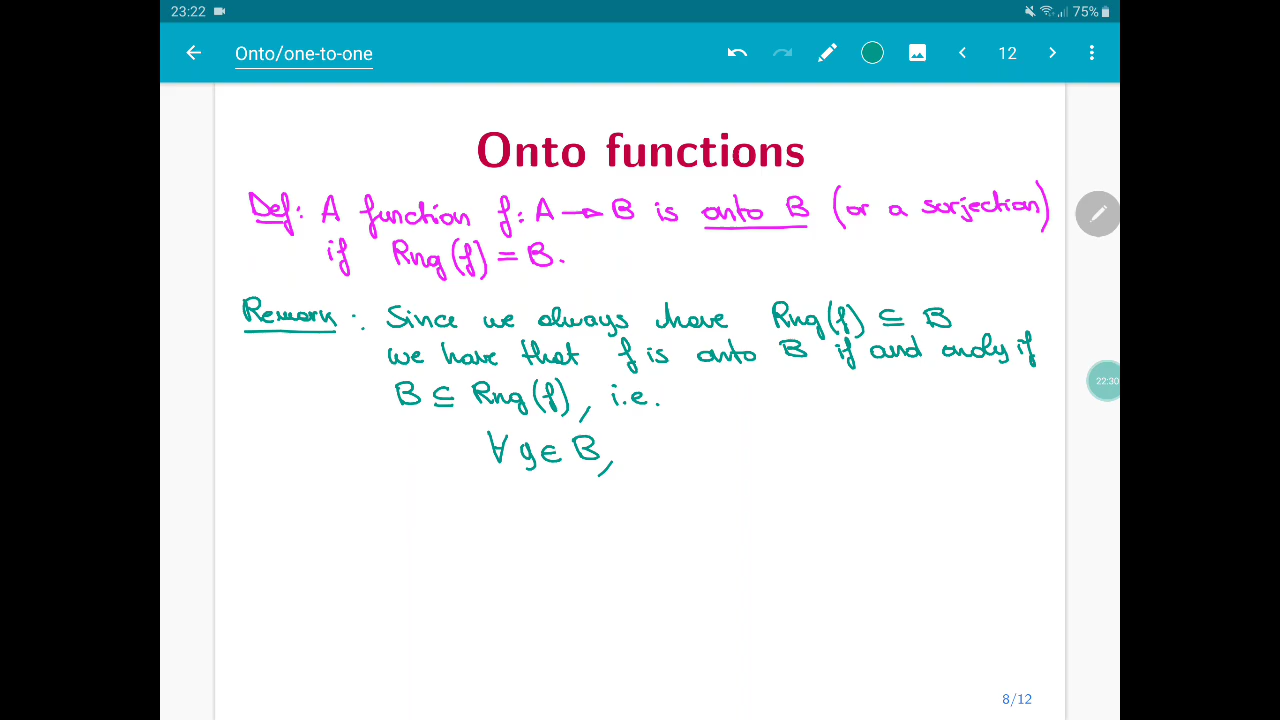 23:22
75%
Onto/one-to-one
12
Onto functions
Def: A function f: A → B is onto B (or a surjection)
if Rng(f) = B.
Remark: Since we always have Rng(f) ⊆ B
we have that f is onto B if and only if
B ⊆ Rng(f), i.e.
∀ y ∈ B,
22:30
8/12